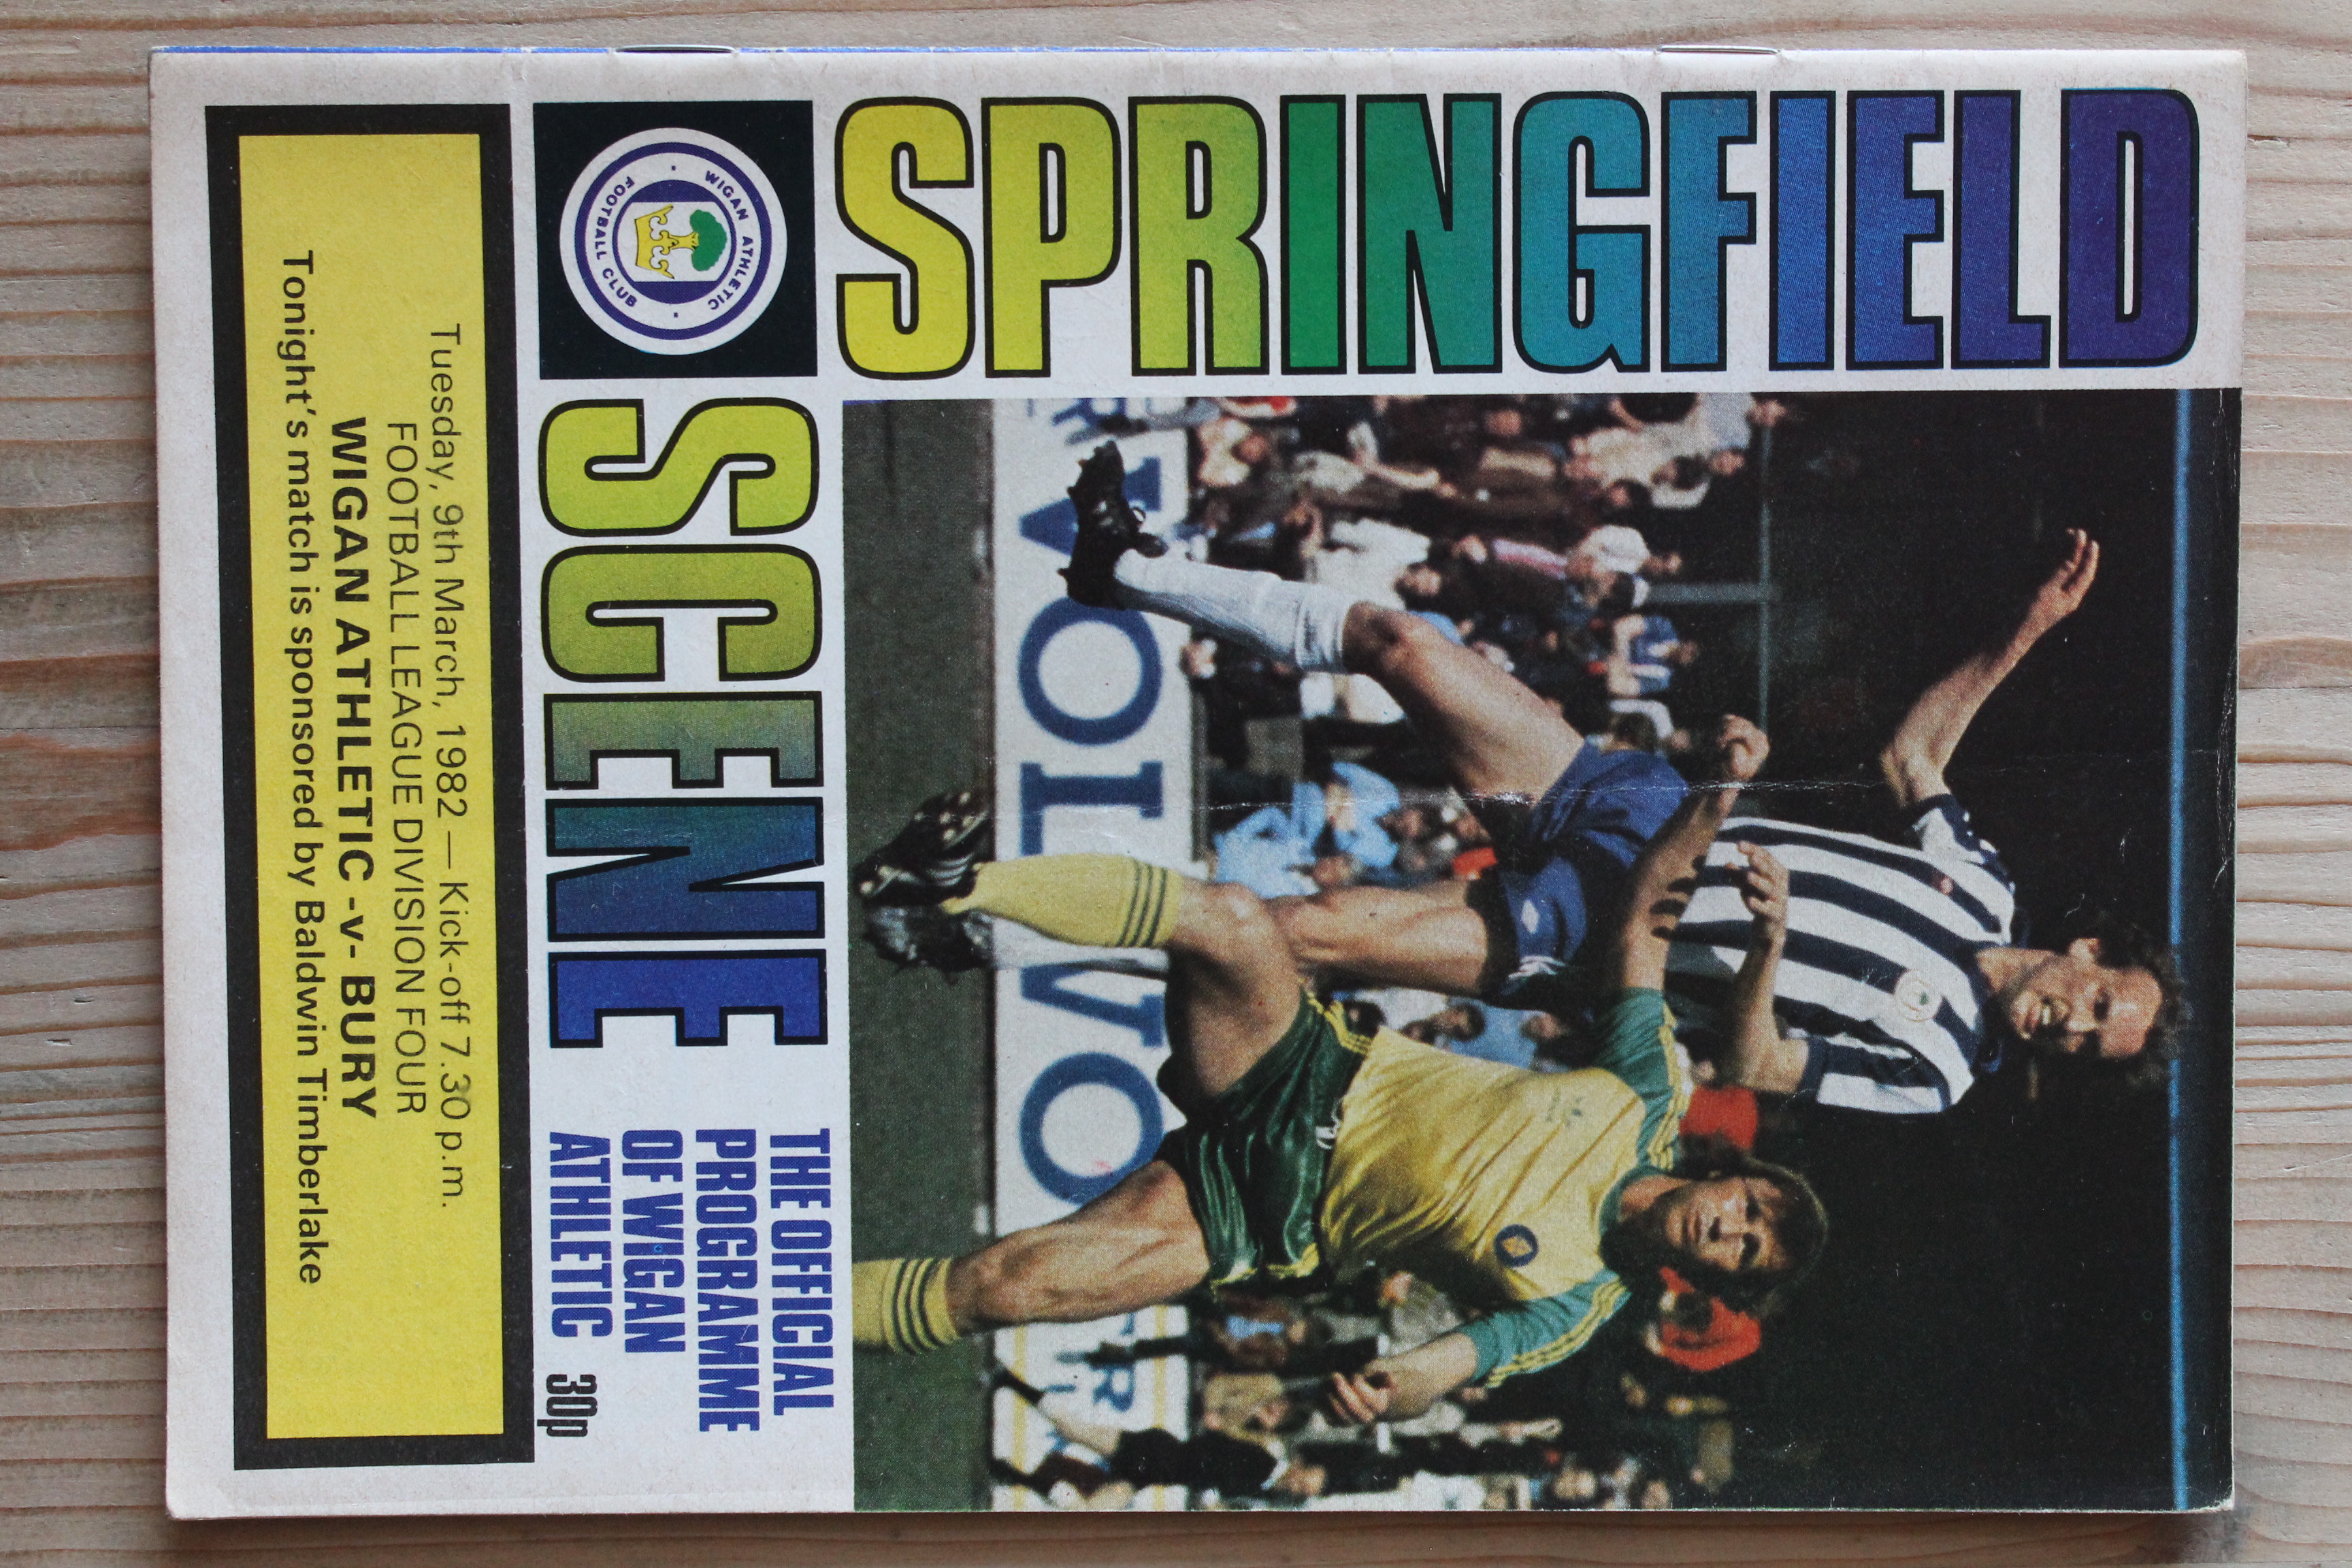 SPRINGFIELD
WIGAN ATHLETIC
FOOTBALL CLUB
SCENE
THE OFFICIAL
PROGRAMME
OF WIGAN
ATHLETIC
30p
Tuesday, 9th March, 1982 — Kick-off 7.30 p.m.
FOOTBALL LEAGUE DIVISION FOUR
WIGAN ATHLETIC -v- BURY
Tonight's match is sponsored by Baldwin Timberlake